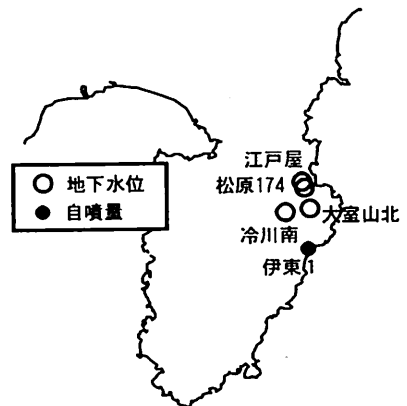 江戸屋
松原174
○ 地下水位
● 自噴量
大室山北
冷川南
伊東1